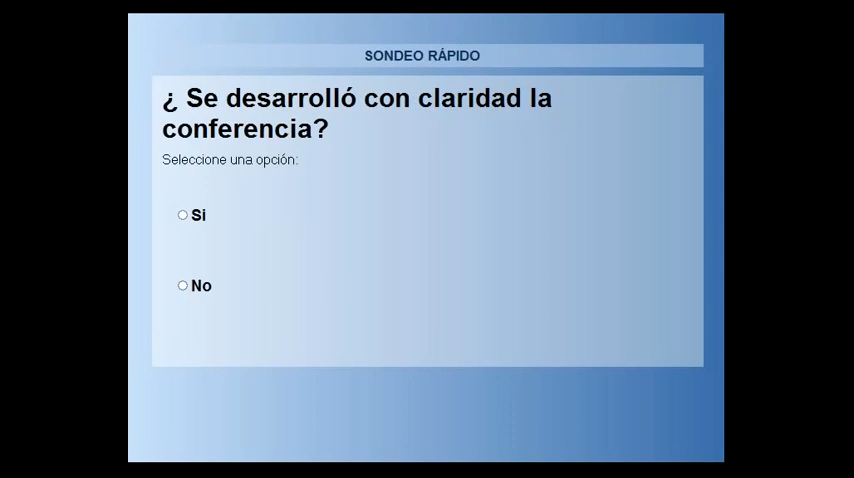 SONDEO RÁPIDO
¿ Se desarrolló con claridad la
conferencia?
Seleccione una opción:
Si
No